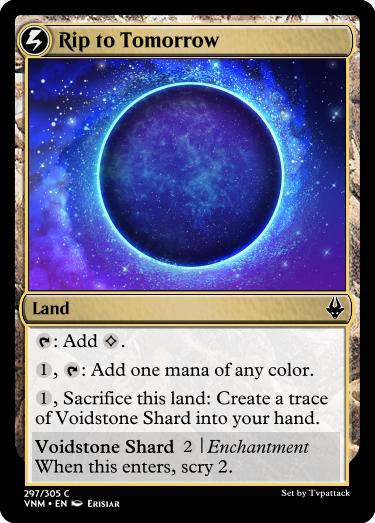 Rip to Tomorrow
Land
: Add .
1, : Add one mana of any color.
1, Sacrifice this land: Create a trace
of Voidstone Shard into your hand.
Voidstone Shard 2 | Enchantment
When this enters, scry 2.
297/305 C
Set by Tvpattack
VNM • EN Erisiar